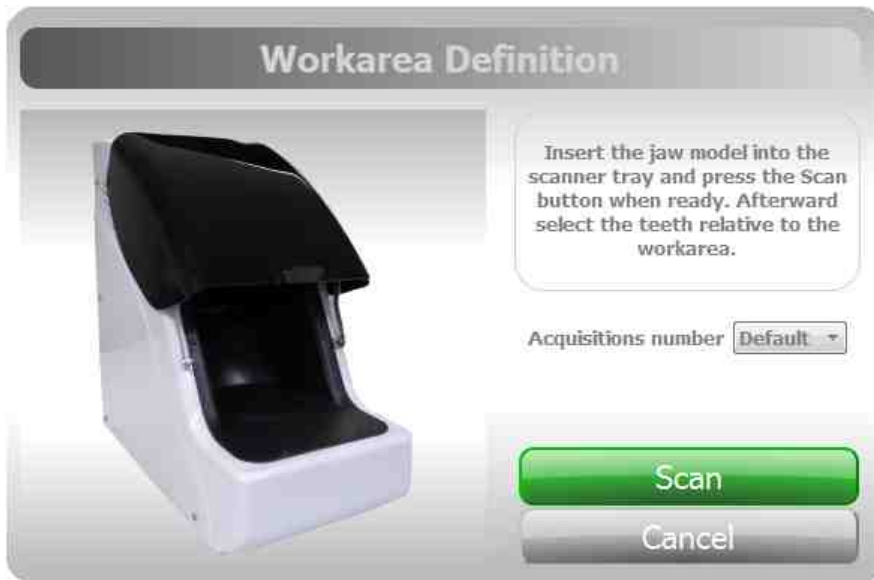 Workarea Definition
Insert the jaw model into the
scanner tray and press the Scan
button when ready. Afterward
select the teeth relative to the
workarea.
Acquisitions number Default
Scan
Cancel